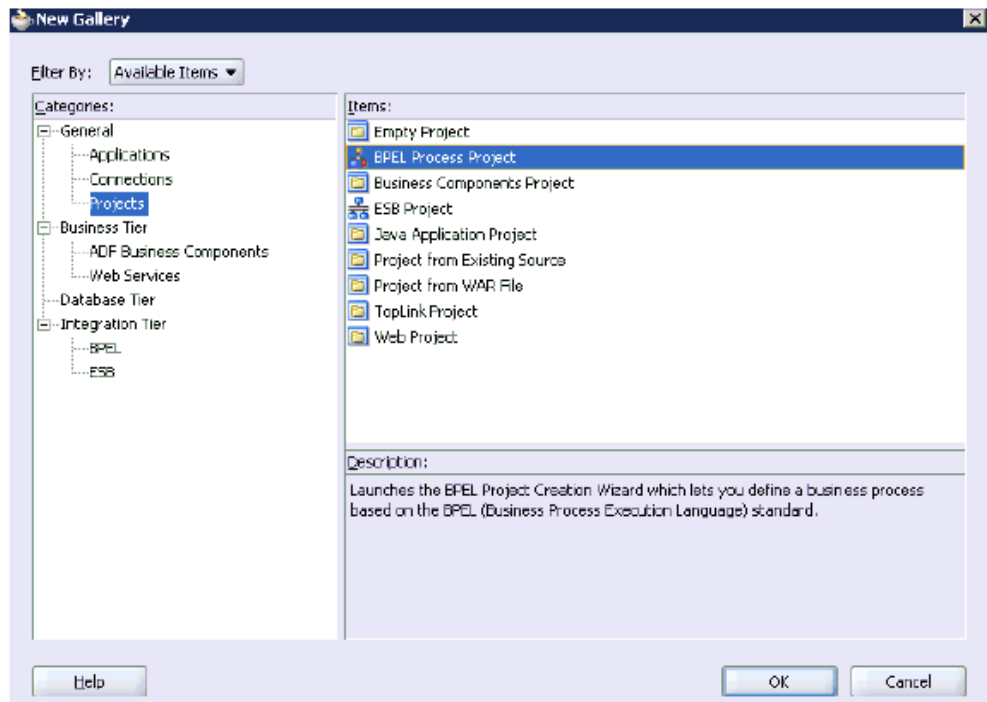 New Gallery
Filter By: Available Items
Categories:
General
Applications
Connections
Projects
Business Tier
ADF Business Components
Web Services
Database Tier
Integration Tier
BPEL
ESB
Items:
Empty Project
BPEL Process Project
Business Components Project
ESB Project
Java Application Project
Project from Existing Source
Project from WAR File
TopLink Project
Web Project
Description:
Launches the BPEL Project Creation Wizard which lets you define a business process
based on the BPEL (Business Process Execution Language) standard.
Help
OK
Cancel